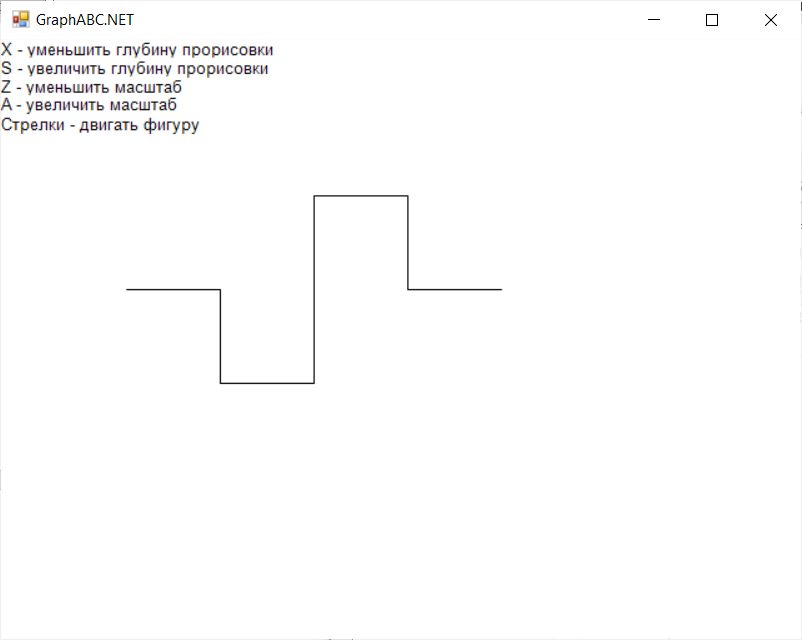 GraphABC.NET
X - уменьшить глубину прорисовки
S - увеличить глубину прорисовки
Z - уменьшить масштаб
A - увеличить масштаб
Стрелки - двигать фигуру